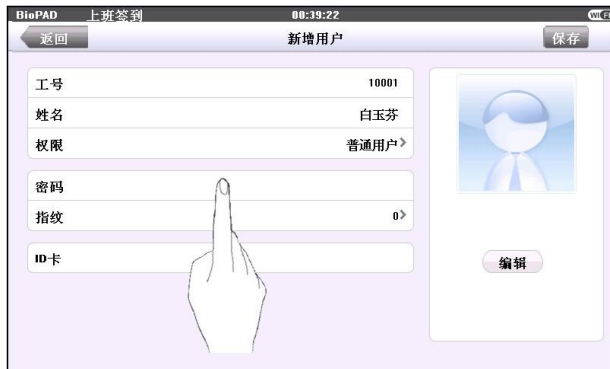 BioPAD 上班签到 00:39:22 WIFI
返回 新增用户 保存
工号 10001
姓名 白玉芬
权限 普通用户
密码
指纹 0
ID卡
编辑